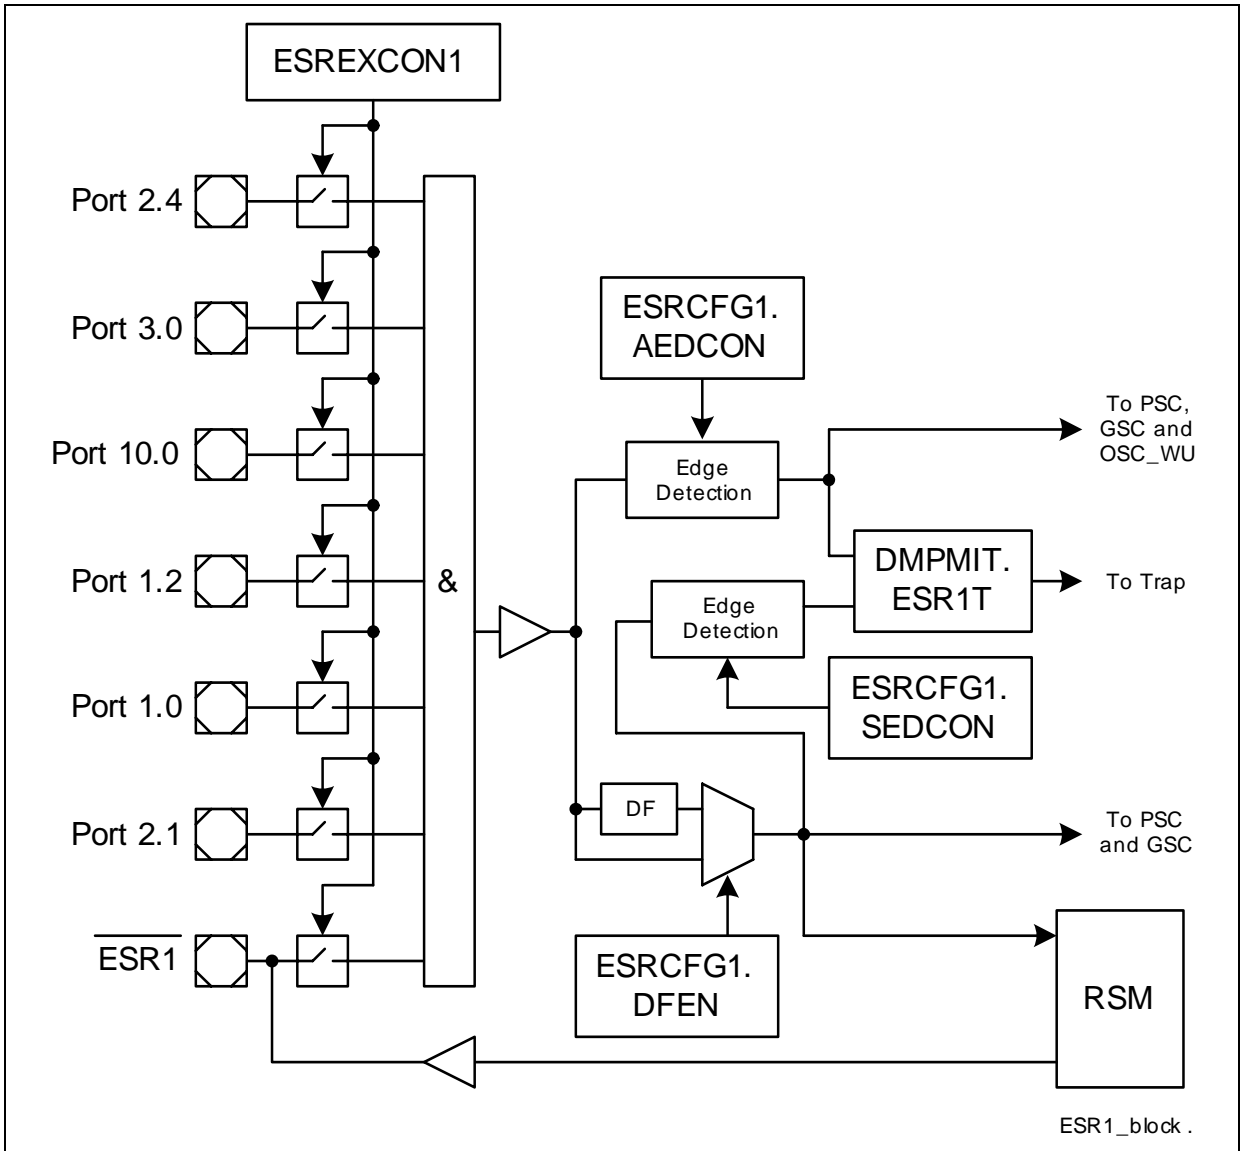 ESREXCON1
Port 2.4
Port 3.0
Port 10.0
Port 1.2
Port 1.0
Port 2.1
ESR1
&
ESRCFG1.
AEDCON
Edge
Detection
To PSC,
GSC and
OSC_WU
DMPMIT.
ESR1T
To Trap
Edge
Detection
ESRCFG1.
SEDCON
DF
To PSC
and GSC
ESRCFG1.
DFEN
RSM
ESR1_block .